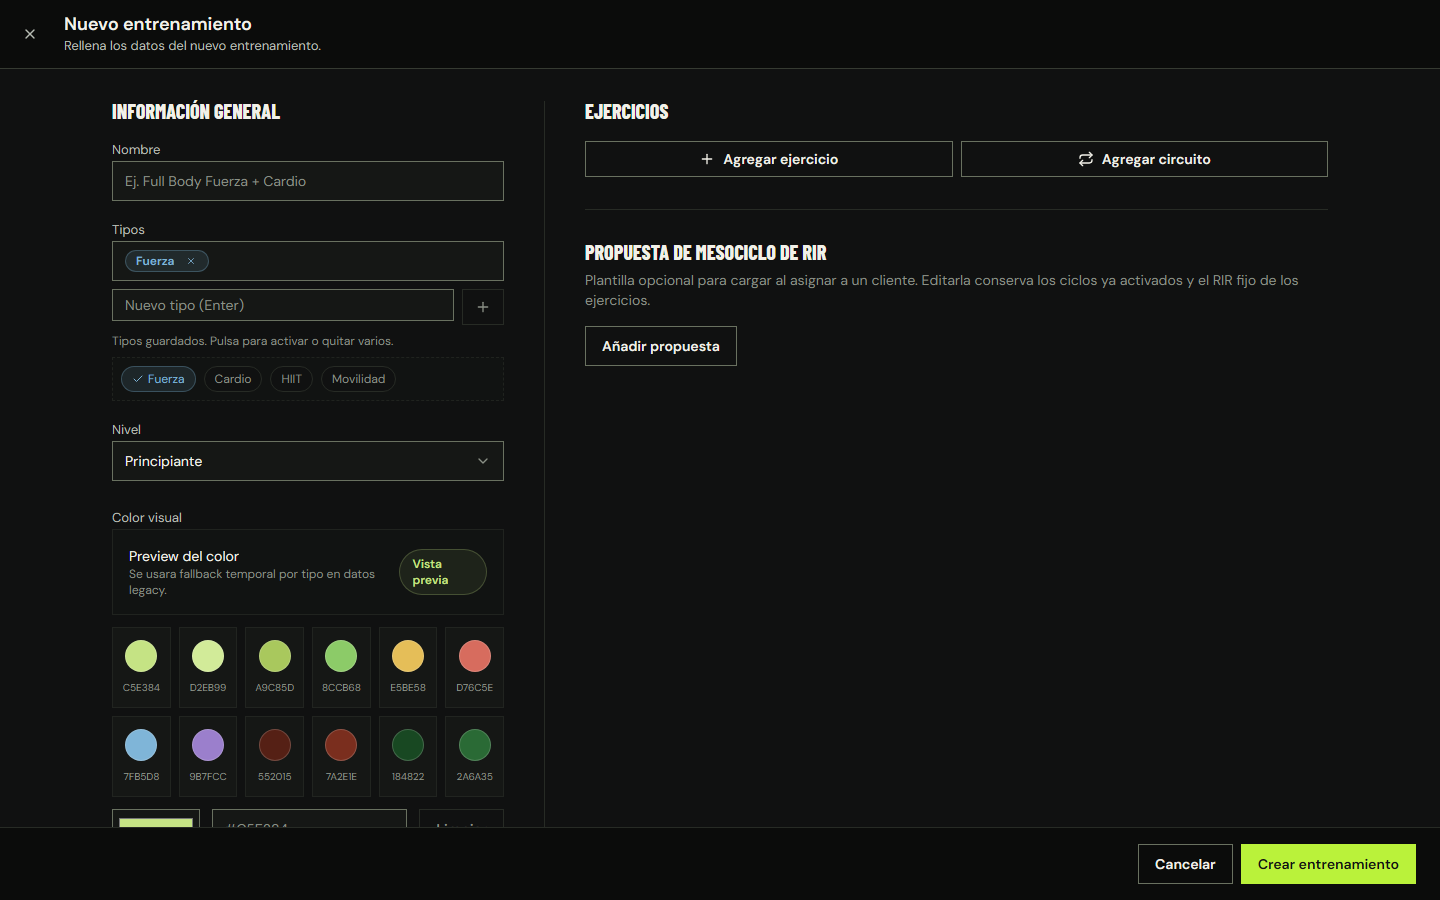 Nuevo entrenamiento
Rellena los datos del nuevo entrenamiento.
INFORMACIÓN GENERAL
Nombre
Ej. Full Body Fuerza + Cardio
Tipos
Fuerza
Nuevo tipo (Enter)
Tipos guardados. Pulsa para activar o quitar varios.
Fuerza
Cardio
HIIT
Movilidad
Nivel
Principiante
Color visual
Preview del color
Se usara fallback temporal por tipo en datos
legacy.
Vista
previa
C5E384
D2EB99
A9C85D
8CCB68
E5BE58
D76C5E
7FB5D8
9B7FCC
552015
7A2E1E
184822
2A6A35
EJERCICIOS
Agregar ejercicio
Agregar circuito
PROPUESTA DE MESOCICLO DE RIR
Plantilla opcional para cargar al asignar a un cliente. Editarla conserva los ciclos ya activados y el RIR fijo de los
ejercicios.
Añadir propuesta
Cancelar
Crear entrenamiento